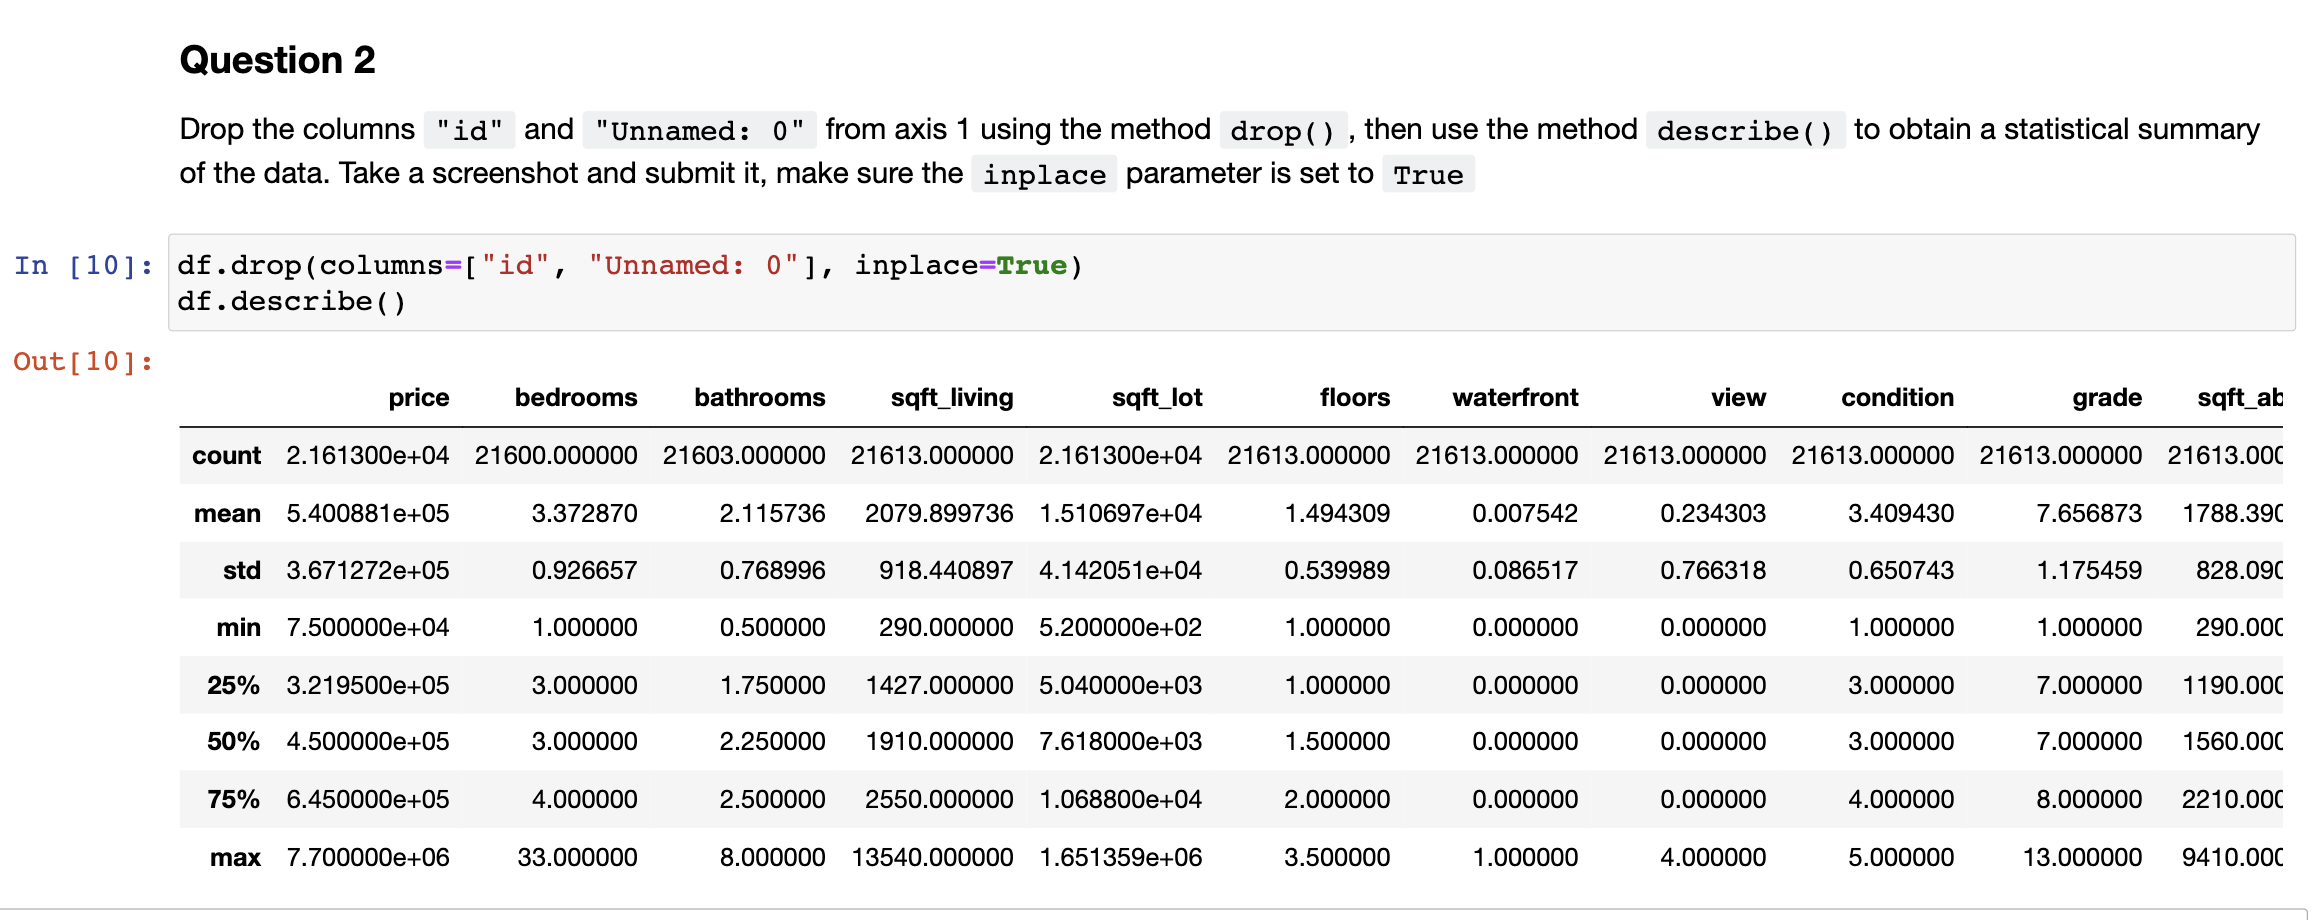 Question 2
Drop the columns "id" and "Unnamed: 0" from axis 1 using the method drop() , then use the method describe() to obtain a statistical summary
of the data. Take a screenshot and submit it, make sure the inplace parameter is set to True
In [10]: df.drop(columns=["id", "Unnamed: 0"], inplace=True)
df.describe()
Out[10]:
price bedrooms bathrooms sqft_living sqft_lot floors waterfront view condition grade sqft_ab
count 2.161300e+04 21600.000000 21603.000000 21613.000000 2.161300e+04 21613.000000 21613.000000 21613.000000 21613.000000 21613.000000 21613.000
mean 5.400881e+05 3.372870 2.115736 2079.899736 1.510697e+04 1.494309 0.007542 0.234303 3.409430 7.656873 1788.390
std 3.671272e+05 0.926657 0.768996 918.440897 4.142051e+04 0.539989 0.086517 0.766318 0.650743 1.175459 828.090
min 7.500000e+04 1.000000 0.500000 290.000000 5.200000e+02 1.000000 0.000000 0.000000 1.000000 1.000000 290.000
25% 3.219500e+05 3.000000 1.750000 1427.000000 5.040000e+03 1.000000 0.000000 0.000000 3.000000 7.000000 1190.000
50% 4.500000e+05 3.000000 2.250000 1910.000000 7.618000e+03 1.500000 0.000000 0.000000 3.000000 7.000000 1560.000
75% 6.450000e+05 4.000000 2.500000 2550.000000 1.068800e+04 2.000000 0.000000 0.000000 4.000000 8.000000 2210.000
max 7.700000e+06 33.000000 8.000000 13540.000000 1.651359e+06 3.500000 1.000000 4.000000 5.000000 13.000000 9410.000